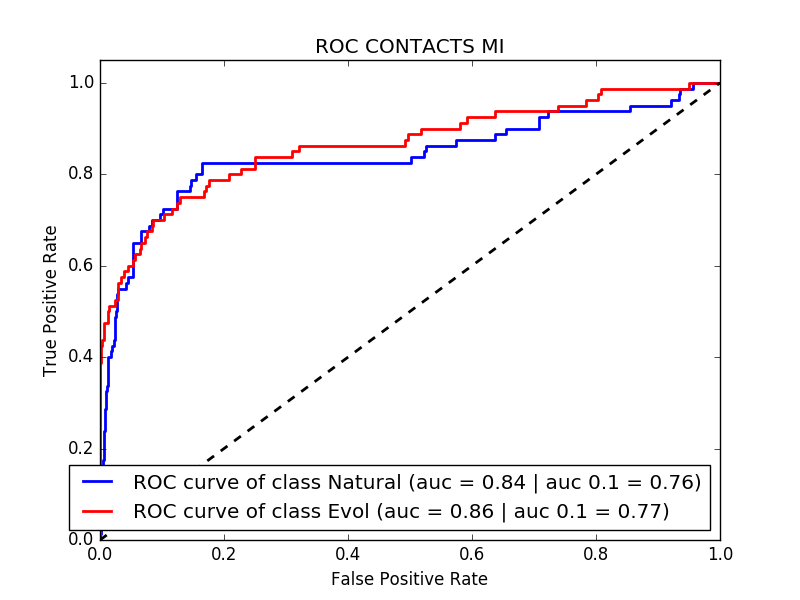 ROC CONTACTS MI
True Positive Rate
1.0
0.8
0.6
0.4
0.2
0.0
ROC curve of class Natural (auc = 0.84 | auc 0.1 = 0.76)
ROC curve of class Evol (auc = 0.86 | auc 0.1 = 0.77)
0.0 0.2 0.4 0.6 0.8 1.0
False Positive Rate